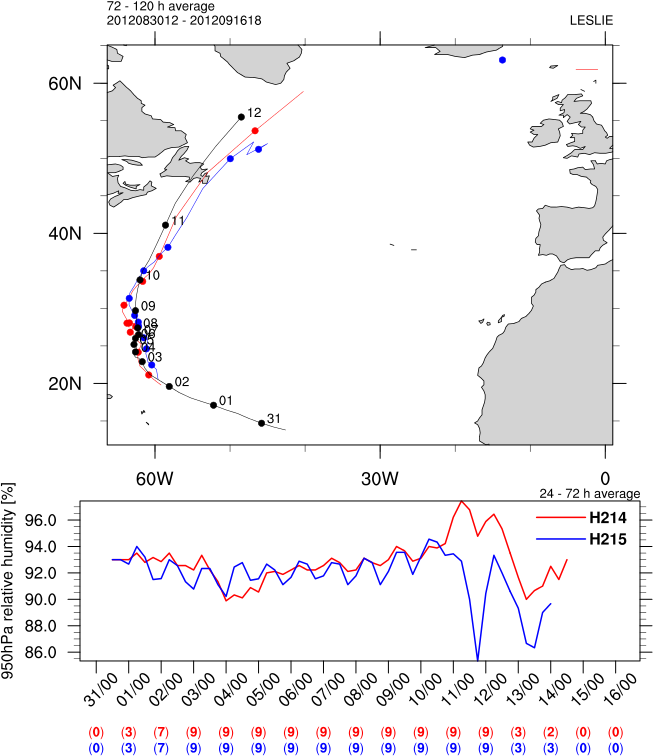 72 - 120 h average
2012083012 - 2012091618 LESLIE
60N
12
11
40N
10
09
08
03
20N
02
01
31
60W 30W 0
24 - 72 h average
950hPa relative humidity [%]
96.0
94.0
92.0
90.0
88.0
86.0
H214
H215
31/00 01/00 02/00 03/00 04/00 05/00 06/00 07/00 08/00 09/00 10/00 11/00 12/00 13/00 14/00 15/00 16/00
(0) (3) (7) (9) (9) (9) (9) (9) (9) (9) (9) (9) (9) (3) (2) (0) (0)
(0) (3) (7) (9) (9) (9) (9) (9) (9) (9) (9) (9) (9) (3) (3) (0) (0)